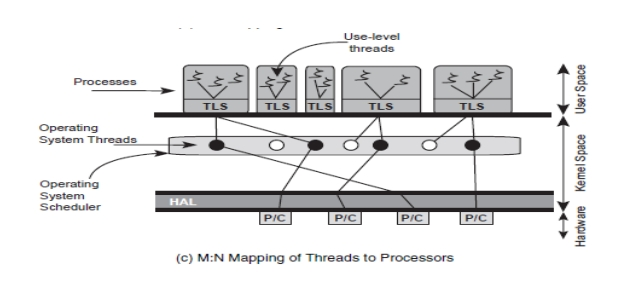 Use-level
threads
Processes
TLS TLS TLS TLS TLS
User Space
Operating
System Threads
Kernel Space
Operating
System
Scheduler
HAL
P/C P/C P/C P/C
Hardware
(c) M:N Mapping of Threads to Processors